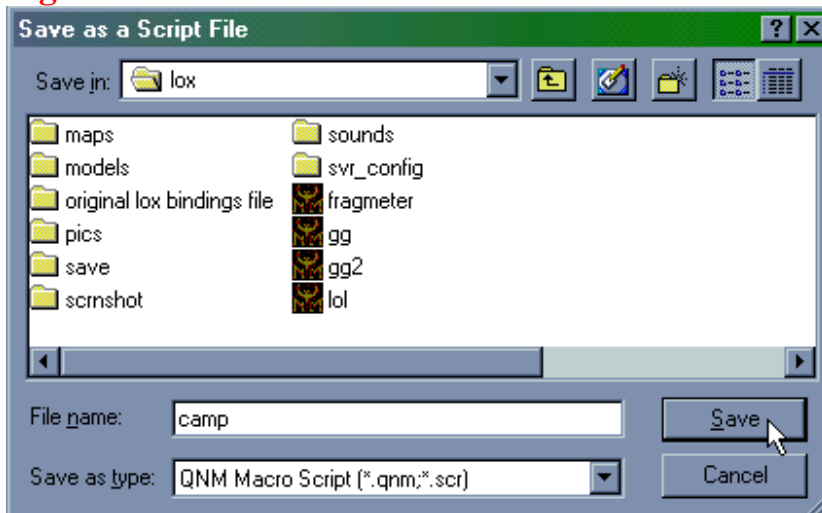 Save as a Script File
Save in: lox
maps
models
original lox bindings file
pics
save
scrnshot
sounds
svr_config
fragmeter
gg
gg2
lol
File name: camp
Save
Save as type: QNM Macro Script (*.qnm;*.scr)
Cancel